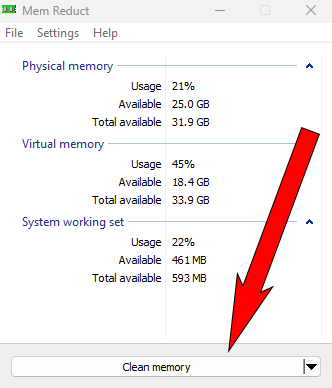 Mem Reduct
File Settings Help
Physical memory
Usage 21%
Available 25.0 GB
Total available 31.9 GB
Virtual memory
Usage 45%
Available 18.4 GB
Total available 33.9 GB
System working set
Usage 22%
Available 461 MB
Total available 593 MB
Clean memory